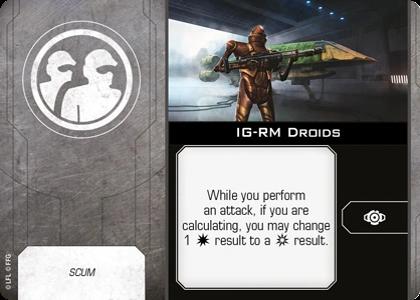 IG-RM DROIDS
While you perform
an attack, if you are
calculating, you may change
1 result to a result.
SCUM
© LFL © FFG